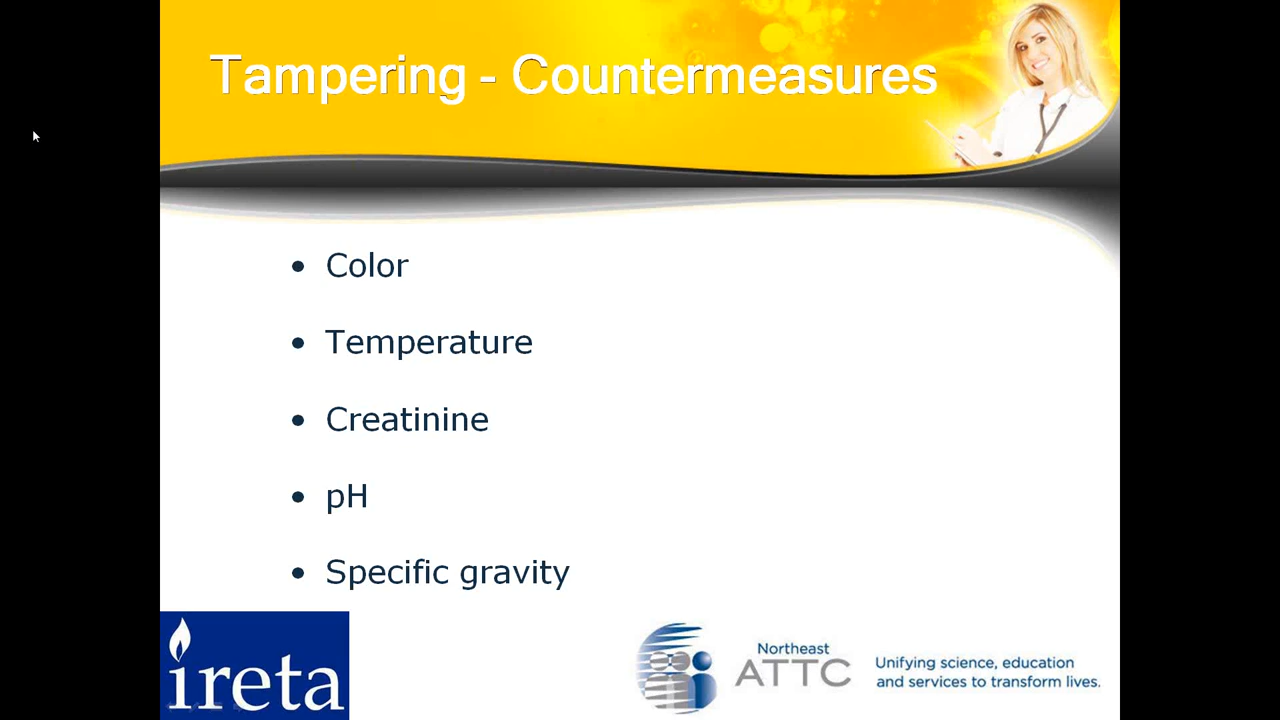 Tampering - Countermeasures
• Color
• Temperature
• Creatinine
• pH
• Specific gravity
ireta
Northeast
ATTC
Unifying science, education
and services to transform lives.